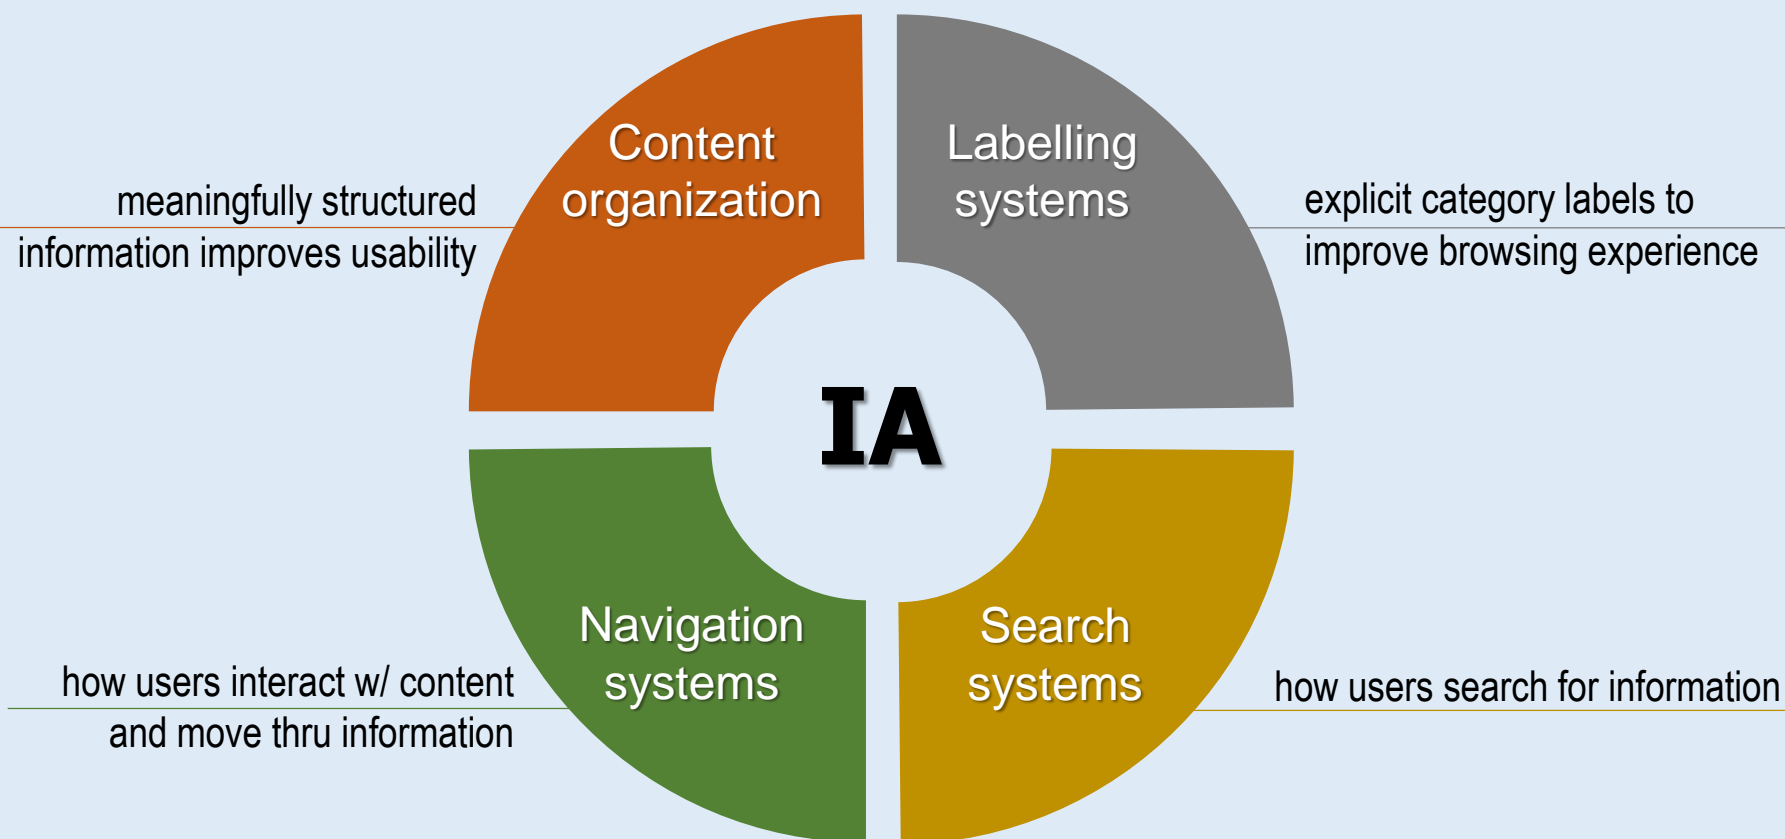 Content
organization
meaningfully structured
information improves usability
Labelling
systems
explicit category labels to
improve browsing experience
IA
Navigation
systems
how users interact w/ content
and move thru information
Search
systems
how users search for information